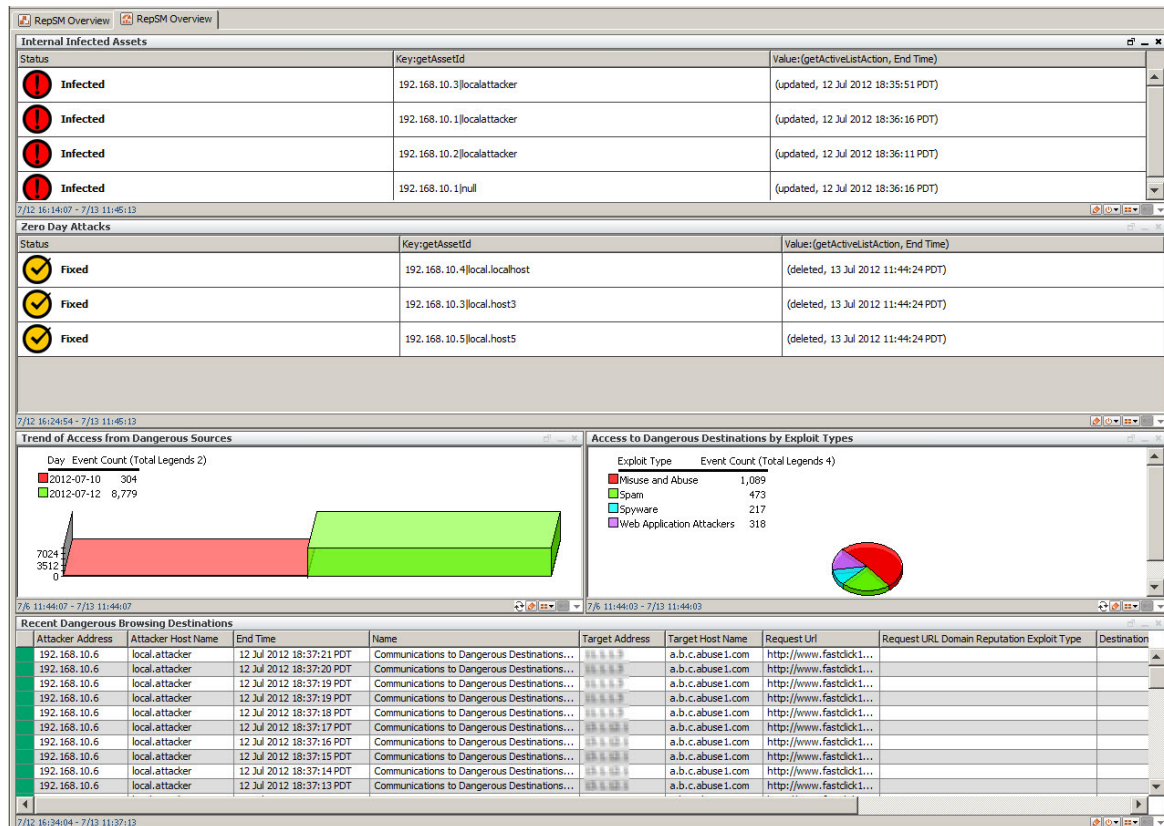 RepSM Overview RepSM Overview
Internal Infected Assets
Status Key:getAssetId Value:(getActiveListAction, End Time)
Infected 192.168.10.3|localattacker (updated, 12 Jul 2012 18:35:51 PDT)
Infected 192.168.10.1|localattacker (updated, 12 Jul 2012 18:36:16 PDT)
Infected 192.168.10.2|localattacker (updated, 12 Jul 2012 18:36:11 PDT)
Infected 192.168.10.1|null (updated, 12 Jul 2012 18:36:16 PDT)
7/12 16:14:07 - 7/13 11:45:13
Zero Day Attacks
Status Key:getAssetId Value:(getActiveListAction, End Time)
Fixed 192.168.10.4|local.localhost (deleted, 13 Jul 2012 11:44:24 PDT)
Fixed 192.168.10.3|local.host3 (deleted, 13 Jul 2012 11:44:24 PDT)
Fixed 192.168.10.5|local.host5 (deleted, 13 Jul 2012 11:44:24 PDT)
7/12 16:24:54 - 7/13 11:45:13
Trend of Access from Dangerous Sources
Day Event Count (Total Legends 2)
2012-07-10 304
2012-07-12 8,779
7024
3512
0
7/6 11:44:07 - 7/13 11:44:07
Access to Dangerous Destinations by Exploit Types
Exploit Type Event Count (Total Legends 4)
Misuse and Abuse 1,089
Spam 473
Spyware 217
Web Application Attackers 318
7/6 11:44:03 - 7/13 11:44:03
Recent Dangerous Browsing Destinations
Attacker Address Attacker Host Name End Time Name Target Address Target Host Name Request Url Request URL Domain Reputation Exploit Type Destination
192.168.10.6 local.attacker 12 Jul 2012 18:37:21 PDT Communications to Dangerous Destinations... a.b.c.abuse1.com http://www.fastclick1...
192.168.10.6 local.attacker 12 Jul 2012 18:37:20 PDT Communications to Dangerous Destinations... a.b.c.abuse1.com http://www.fastclick1...
192.168.10.6 local.attacker 12 Jul 2012 18:37:19 PDT Communications to Dangerous Destinations... a.b.c.abuse1.com http://www.fastclick1...
192.168.10.6 local.attacker 12 Jul 2012 18:37:19 PDT Communications to Dangerous Destinations... a.b.c.abuse1.com http://www.fastclick1...
192.168.10.6 local.attacker 12 Jul 2012 18:37:18 PDT Communications to Dangerous Destinations... a.b.c.abuse1.com http://www.fastclick1...
192.168.10.6 local.attacker 12 Jul 2012 18:37:17 PDT Communications to Dangerous Destinations... a.b.c.abuse1.com http://www.fastclick1...
192.168.10.6 local.attacker 12 Jul 2012 18:37:16 PDT Communications to Dangerous Destinations... a.b.c.abuse1.com http://www.fastclick1...
192.168.10.6 local.attacker 12 Jul 2012 18:37:15 PDT Communications to Dangerous Destinations... a.b.c.abuse1.com http://www.fastclick1...
192.168.10.6 local.attacker 12 Jul 2012 18:37:14 PDT Communications to Dangerous Destinations... a.b.c.abuse1.com http://www.fastclick1...
192.168.10.6 local.attacker 12 Jul 2012 18:37:13 PDT Communications to Dangerous Destinations... a.b.c.abuse1.com http://www.fastclick1...
7/12 16:34:04 - 7/13 11:37:13